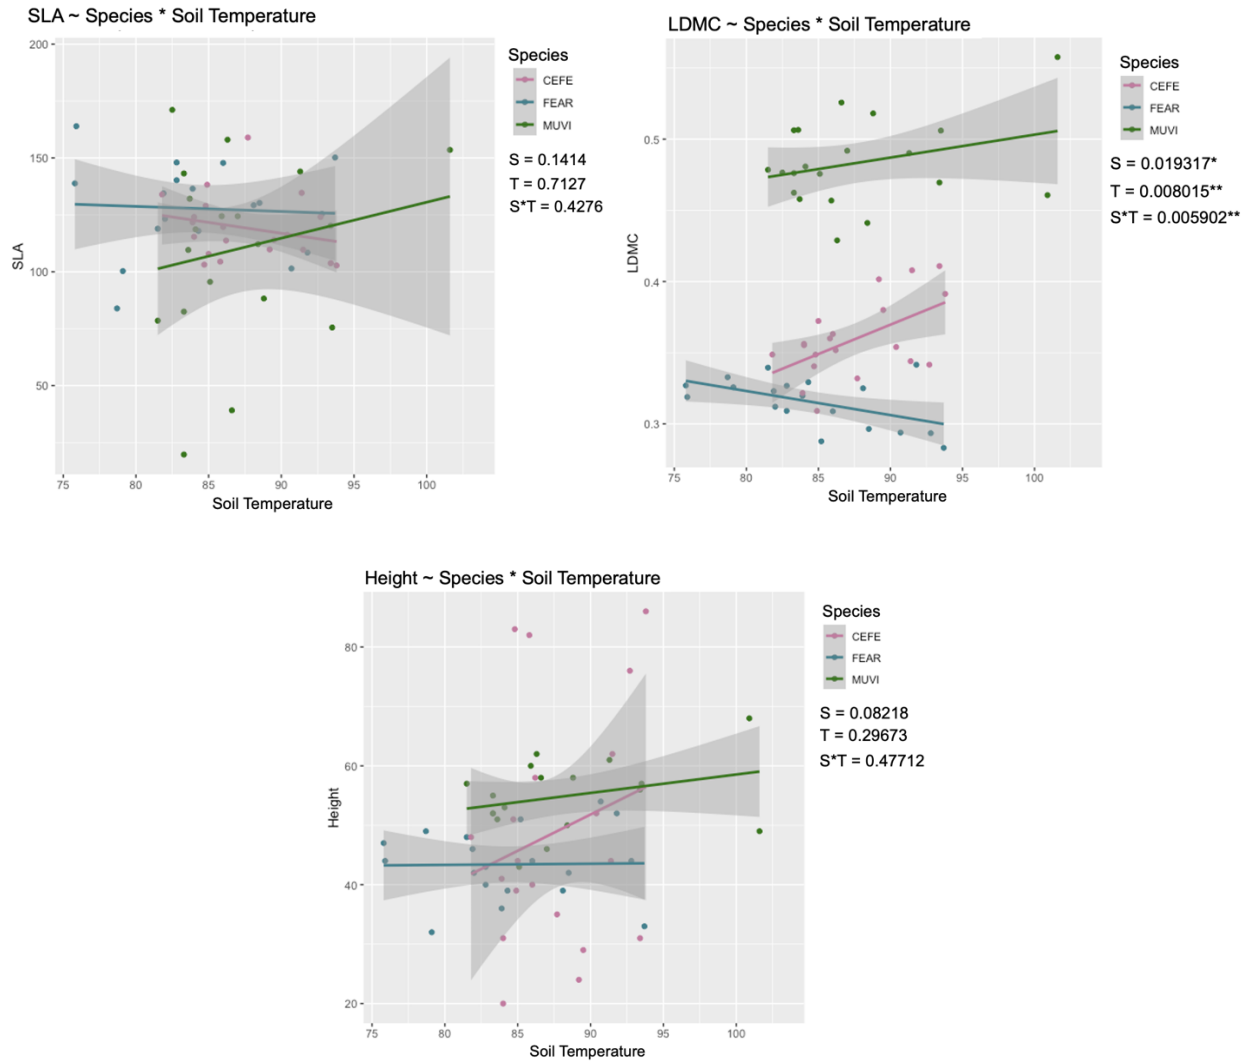 SLA ~ Species * Soil Temperature
200
150
100
50
SLA
75 80 85 90 95 100
Soil Temperature
Species
CEFE
FEAR
MUVI
S = 0.1414
T = 0.7127
S*T = 0.4276
LDMC ~ Species * Soil Temperature
0.5
0.4
0.3
LDMC
75 80 85 90 95 100
Soil Temperature
Species
CEFE
FEAR
MUVI
S = 0.019317*
T = 0.008015**
S*T = 0.005902**
Height ~ Species * Soil Temperature
80
60
40
20
Height
75 80 85 90 95 100
Soil Temperature
Species
CEFE
FEAR
MUVI
S = 0.08218
T = 0.29673
S*T = 0.47712